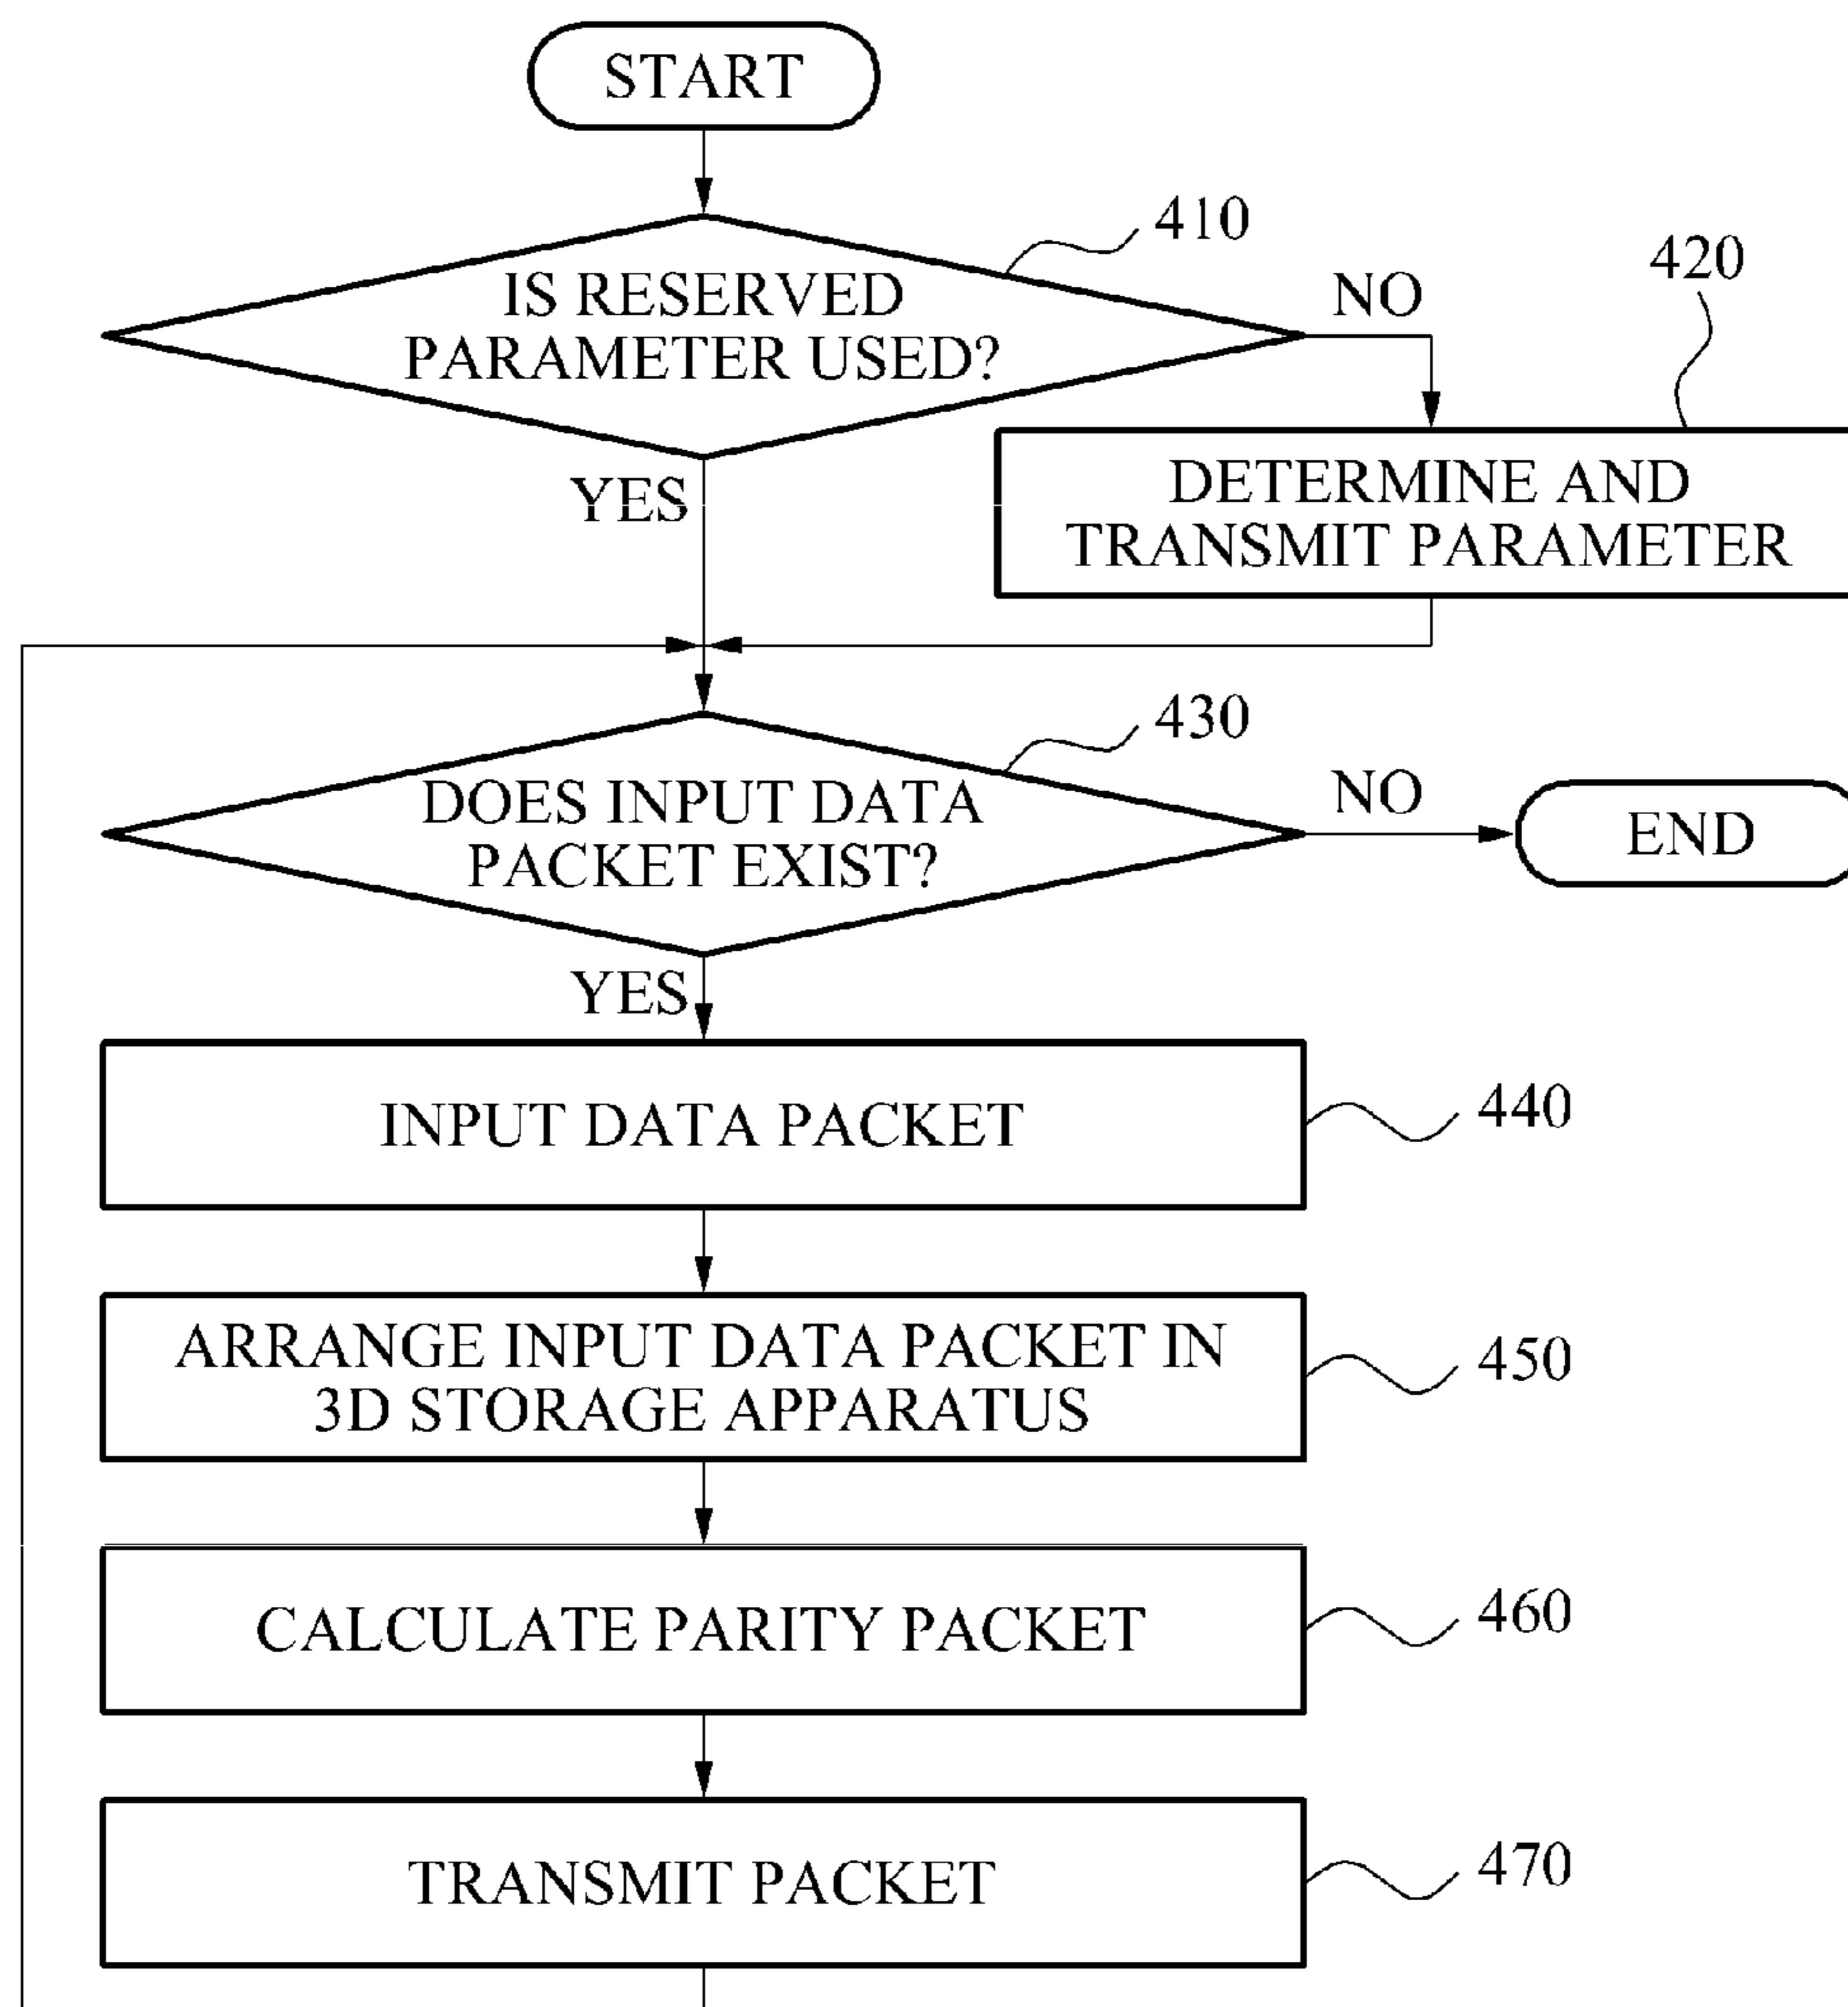 START
410
IS RESERVED
PARAMETER USED?
NO
420
DETERMINE AND
TRANSMIT PARAMETER
YES
430
DOES INPUT DATA
PACKET EXIST?
NO
END
YES
INPUT DATA PACKET
440
ARRANGE INPUT DATA PACKET IN
3D STORAGE APPARATUS
450
CALCULATE PARITY PACKET
460
TRANSMIT PACKET
470